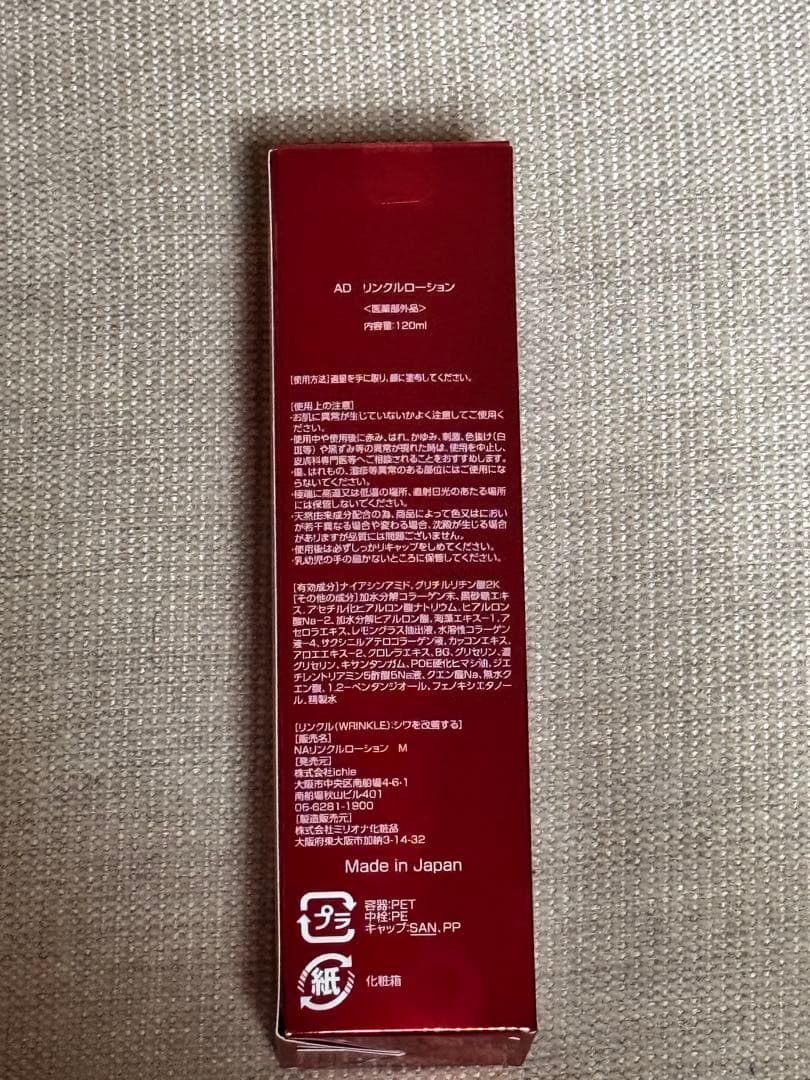 AD リンクルローション
<医薬部外品>
内容量:120ml
[使用方法]適量を手に取り、顔に塗布してください。
[使用上の注意]
・お肌に異常が生じていないかよく注意してご使用く
ださい。
・使用中や使用後に赤み、はれ、かゆみ、刺激、色抜け(白
斑等)や黒ずみ等の異常が現れた時は、使用を中止し、
皮膚科専門医等へご相談されることをおすすめします。
・傷、はれもの、湿疹等異常のある部位にはご使用にな
らないでください。
・極端に高温又は低温の場所、直射日光のあたる場所
には保管しないでください。
・天然由来成分配合の為、商品によって色又はにおい
が若干異なる場合や変わる場合、沈殿が生じる場合
がありますが品質には問題ございません。
・使用後は必ずしっかりキャップをしめてください。
・乳幼児の手の届かないところに保管してください。
[有効成分]ナイアシンアミド、グリチルリチン酸2K
[その他の成分]加水分解コラーゲン末、黒砂糖エキ
ス、アセチル化ヒアルロン酸ナトリウム、ヒアルロン
酸Na-2、加水分解ヒアルロン酸、海藻エキス-1、ア
セロラエキス、レモングラス抽出液、水溶性コラーゲン
液-4、サクシニルアテロコラーゲン液、カッコンエキス、
アロエエキス-2、クロレラエキス、BG、グリセリン、濃
グリセリン、キサンタンガム、POE硬化ヒマシ油、ジエ
チレントリアミン5酢酸5Na液、クエン酸Na、無水ク
エン酸、1,2-ペンタンジオール、フェノキシエタノー
ル、精製水
[リンクル(WRINKLE):シワを改善する]
[販売名]
NAリンクルローション M
[発売元]
株式会社ichie
大阪市中央区南船場4-6-1
南船場秋山ビル401
06-6281-1900
[製造販売元]
株式会社ミリオナ化粧品
大阪府東大阪市加納3-14-32
Made in Japan
プラ
容器:PET
中栓:PE
キャップ:SAN、PP
紙
化粧箱